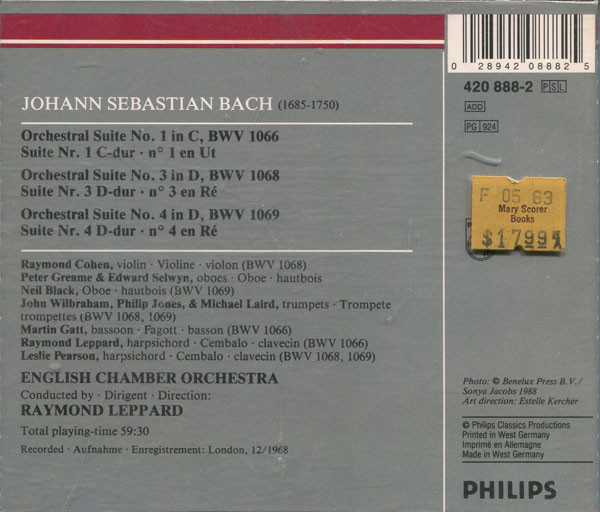 JOHANN SEBASTIAN BACH (1685-1750)
Orchestral Suite No. 1 in C, BWV 1066
Suite Nr. 1 C-dur · n° 1 en Ut
Orchestral Suite No. 3 in D, BWV 1068
Suite Nr. 3 D-dur · n° 3 en Ré
Orchestral Suite No. 4 in D, BWV 1069
Suite Nr. 4 D-dur · n° 4 en Ré
Raymond Cohen, violin · Violine · violon (BWV 1068)
Peter Greame & Edward Selwyn, oboes · Oboe · hautbois
Neil Black, Oboe · hautbois (BWV 1069)
John Wilbraham, Philip Jones, & Michael Laird, trumpets · Trompete
trompettes (BWV 1068, 1069)
Martin Gatt, bassoon · Fagott · basson (BWV 1066)
Raymond Leppard, harpsichord · Cembalo · clavecin (BWV 1066)
Leslie Pearson, harpsichord · Cembalo · clavecin (BWV 1068, 1069)
ENGLISH CHAMBER ORCHESTRA
Conducted by · Dirigent · Direction:
RAYMOND LEPPARD
Total playing-time 59:30
Recorded · Aufnahme · Enregistrement: London, 12/1968
0 28942 08882 5
420 888-2 PSL
ADD
PG 924
F 05 63
Mary Scorer
Books
$17.99
Photo: © Benelux Press B.V./
Sonya Jacobs 1988
Art direction: Estelle Kercher
© Philips Classics Productions
Printed in West Germany
Imprimé en Allemagne
Made in West Germany
PHILIPS